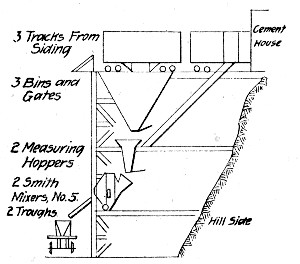 3 Tracks From
Siding
Cement
House
3 Bins and
Gates
2 Measuring
Hoppers
2 Smith
Mixers, No. 5.
2 Troughs
Hill Side